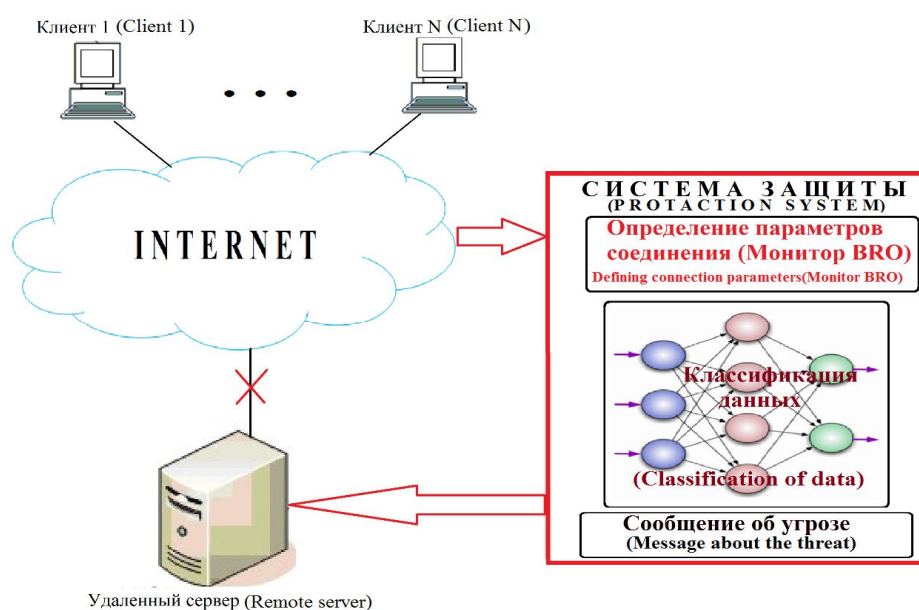 Клиент 1 (Client 1)
Клиент N (Client N)
INTERNET
СИСТЕМА ЗАЩИТЫ
(PROTACTION SYSTEM)
Определение параметров
соединения (Монитор BRO)
Defining connection parameters(Monitor BRO)
Классификация
данных
(Classification of data)
Сообщение об угрозе
(Message about the threat)
Удаленный сервер (Remote server)